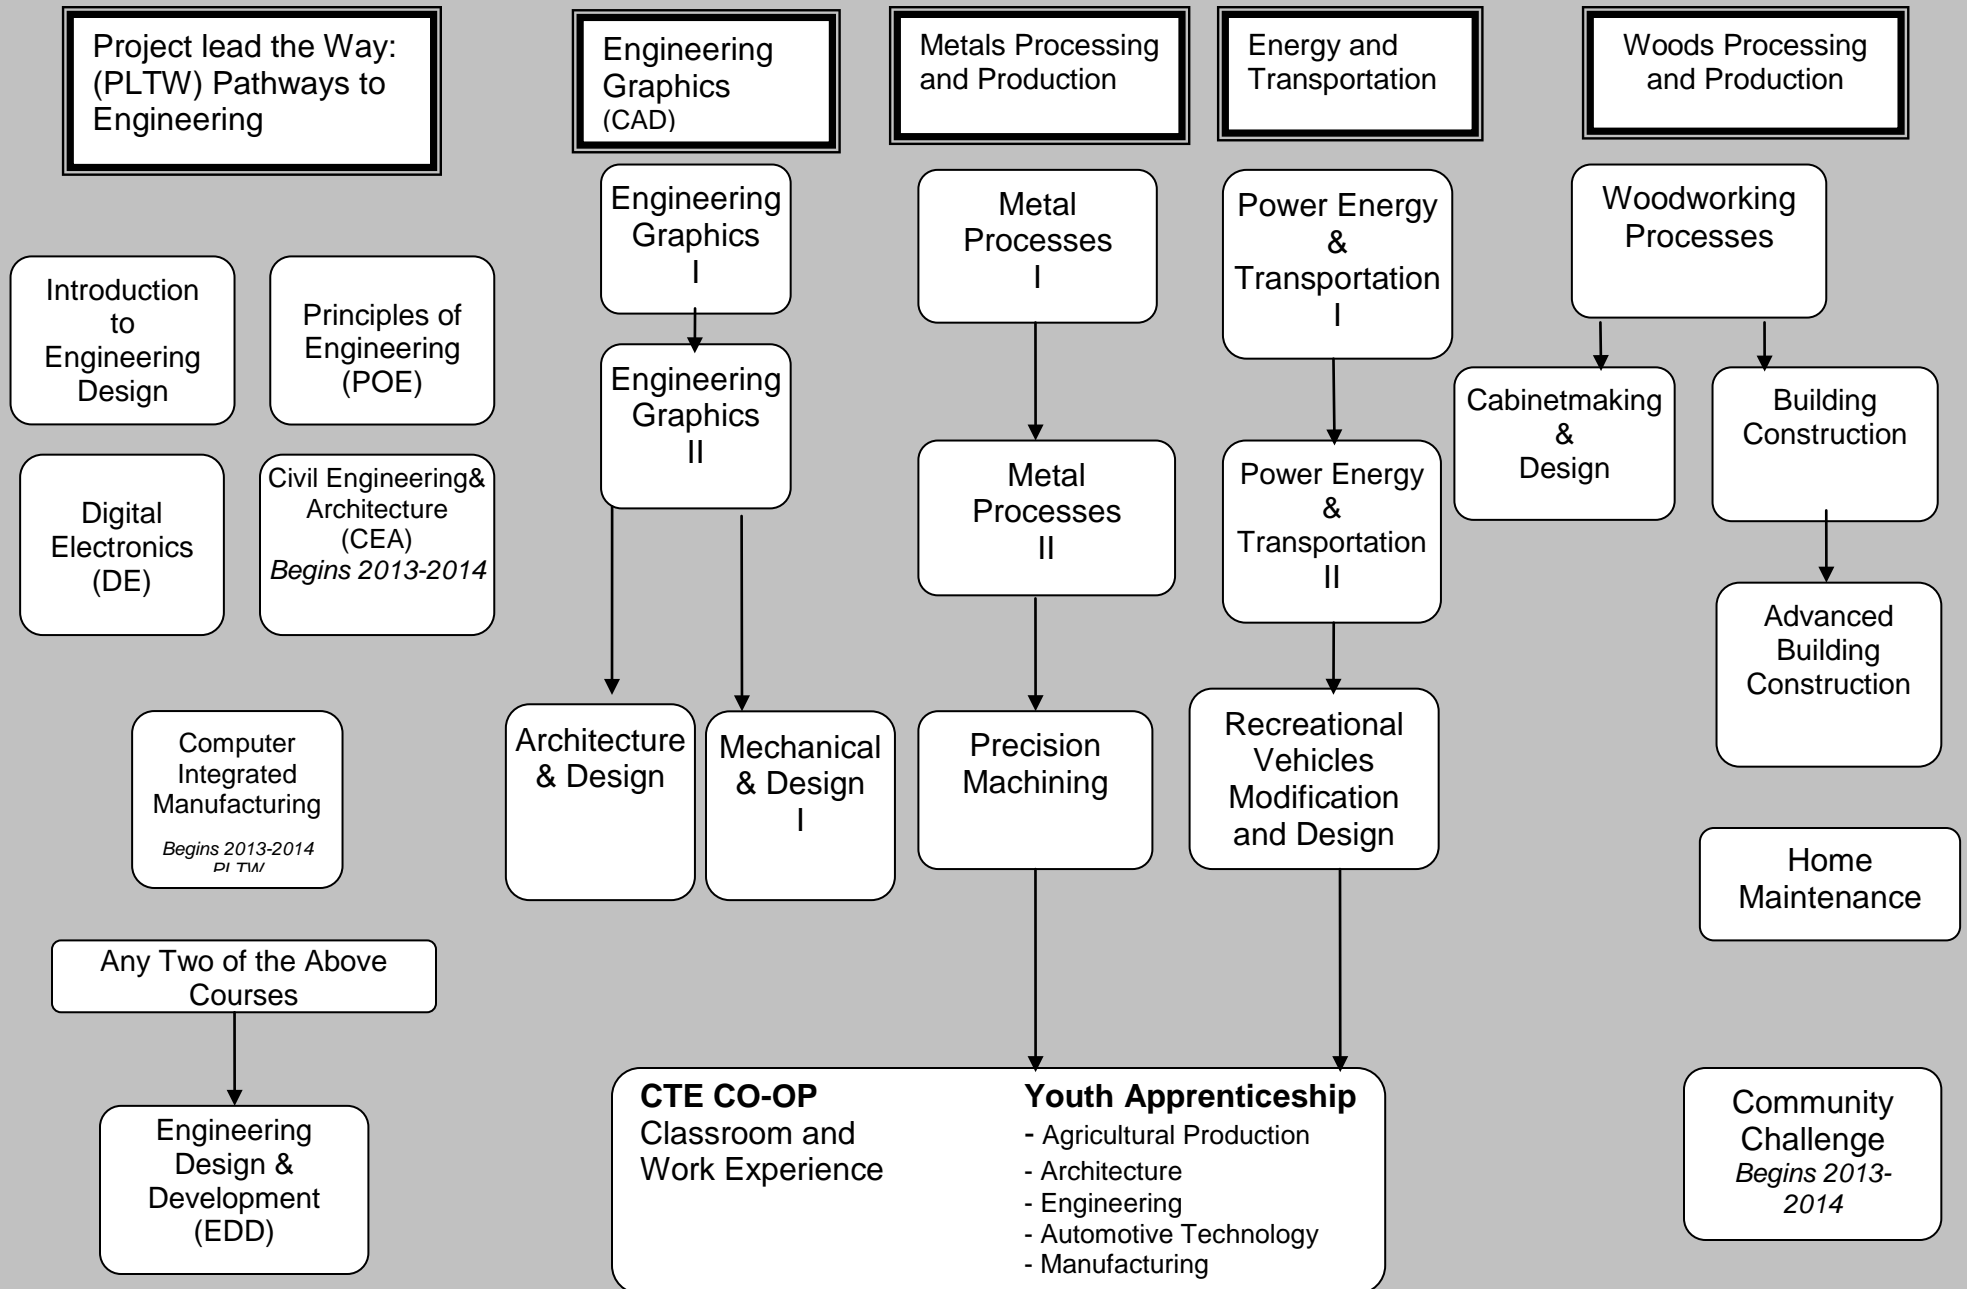 Project lead the Way:
(PLTW) Pathways to
Engineering
Engineering
Graphics
(CAD)
Metals Processing
and Production
Energy and
Transportation
Woods Processing
and Production
Introduction
to
Engineering
Design
Principles of
Engineering
(POE)
Digital
Electronics
(DE)
Civil Engineering&
Architecture
(CEA)
Begins 2013-2014
Computer
Integrated
Manufacturing
Begins 2013-2014
PLTW
Any Two of the Above
Courses
Engineering
Design &
Development
(EDD)
Engineering
Graphics
I
Engineering
Graphics
II
Architecture
& Design
Mechanical
& Design
I
Metal
Processes
I
Metal
Processes
II
Precision
Machining
Power Energy
&
Transportation
I
Power Energy
&
Transportation
II
Recreational
Vehicles
Modification
and Design
Woodworking
Processes
Cabinetmaking
&
Design
Building
Construction
Advanced
Building
Construction
Home
Maintenance
CTE CO-OP
Classroom and
Work Experience
Youth Apprenticeship
- Agricultural Production
- Architecture
- Engineering
- Automotive Technology
- Manufacturing
Community
Challenge
Begins 2013-
2014